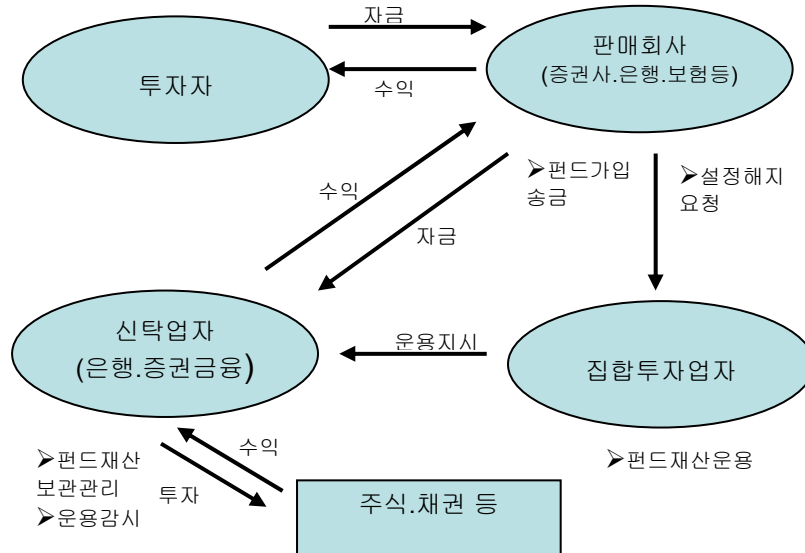 자금
투자자
판매회사
(증권사.은행.보험등)
수익
수익
➢펀드가입
송금
➢설정해지
요청
자금
신탁업자
(은행.증권금융)
운용지시
집합투자업자
➢펀드재산
보관관리
➢운용감시
수익
투자
➢펀드재산운용
주식.채권 등